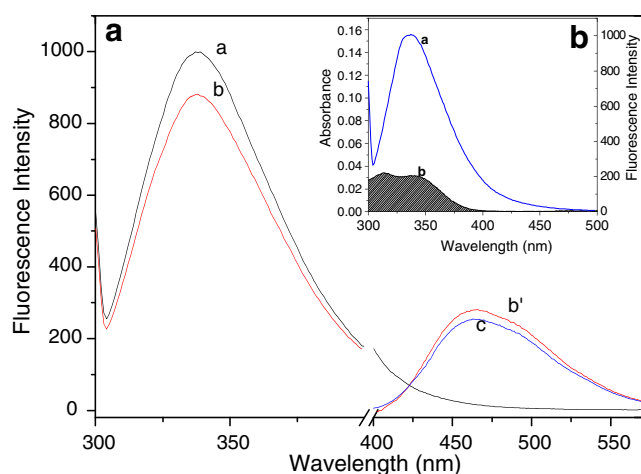 a
1000
800
600
400
200
0
Fluorescence Intensity
300
350
400
450
500
550
Wavelength (nm)
a
b
b'
c
b
0.16
0.14
0.12
0.10
0.08
0.06
0.04
0.02
0.00
Absorbance
1000
800
600
400
200
0
Fluorescence Intensity
300
350
400
450
500
Wavelength (nm)
a
b